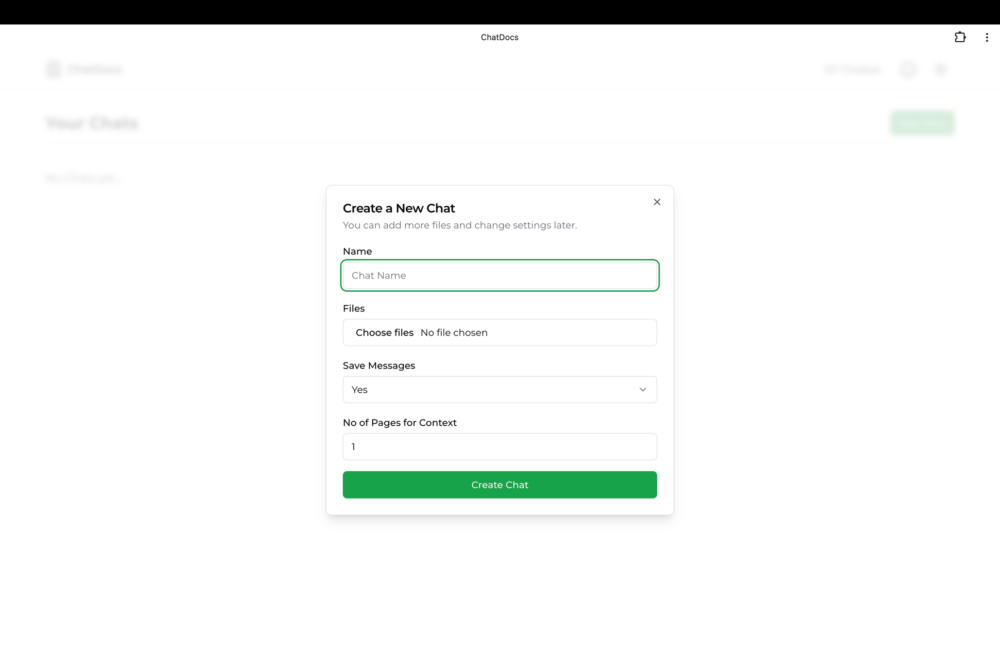 ChatDocs
ChatDocs
Your Chats
No Chats yet...
Create a New Chat
You can add more files and change settings later.
Name
Chat Name
Files
Choose files No file chosen
Save Messages
Yes
No of Pages for Context
1
Create Chat